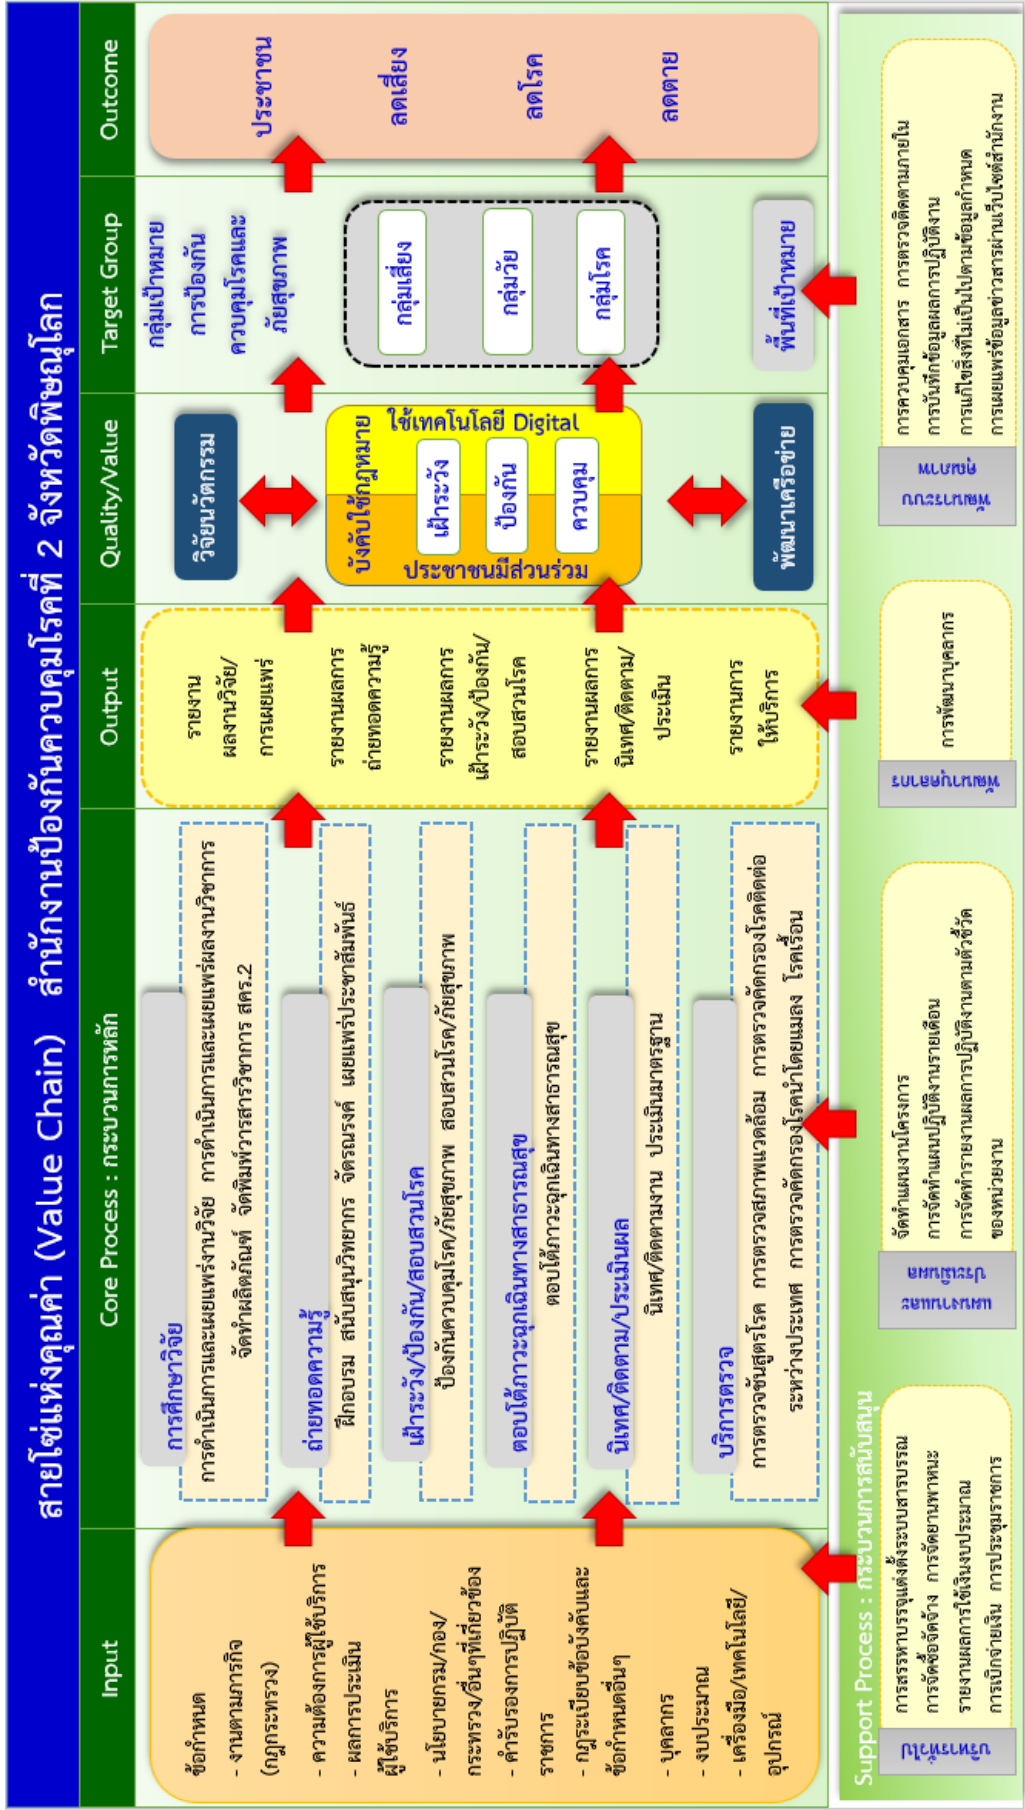 สายโซ่แห่งคุณค่า (Value Chain) สำนักงานป้องกันควบคุมโรคที่ 2 จังหวัดพิษณุโลก
Input
Core Process : กระบวนการหลัก
Output
Quality/Value
Target Group
Outcome
ข้อกำหนด
- งานตามภารกิจ
(กฎกระทรวง)
- ความต้องการผู้ใช้บริการ
- ผลการประเมิน
ผู้ใช้บริการ
- นโยบายกรม/กอง/
กระทรวง/อื่นๆที่เกี่ยวข้อง
- คำรับรองการปฏิบัติ
ราชการ
- กฎระเบียบข้อบังคับและ
ข้อกำหนดอื่นๆ
- บุคลากร
- งบประมาณ
- เครื่องมือ/เทคโนโลยี/
อุปกรณ์
การศึกษาวิจัย
การดำเนินการและเผยแพร่งานวิจัย การดำเนินการและเผยแพร่ผลงานวิชาการ
จัดทำผลิตภัณฑ์ จัดพิมพ์วารสารวิชาการ สคร.2
ถ่ายทอดความรู้
ฝึกอบรม สนับสนุนวิทยากร จัดรณรงค์ เผยแพร่ประชาสัมพันธ์
เฝ้าระวัง/ป้องกัน/สอบสวนโรค
ป้องกันควบคุมโรค/ภัยสุขภาพ สอบสวนโรค/ภัยสุขภาพ
ตอบโต้ภาวะฉุกเฉินทางสาธารณสุข
ตอบโต้ภาวะฉุกเฉินทางสาธารณสุข
นิเทศ/ติดตาม/ประเมินผล
นิเทศ/ติดตามงาน ประเมินมาตรฐาน
บริการตรวจ
การตรวจชันสูตรโรค การตรวจสภาพแวดล้อม การตรวจคัดกรองโรคติดต่อ
ระหว่างประเทศ การตรวจคัดกรองโรคนำโดยแมลง โรคเรื้อน
รายงาน
ผลงานวิจัย/
การเผยแพร่
รายงานผลการ
ถ่ายทอดความรู้
รายงานผลการ
เฝ้าระวัง/ป้องกัน/
สอบสวนโรค
รายงานผลการ
นิเทศ/ติดตาม/
ประเมิน
รายงานการ
ให้บริการ
วิจัยนวัตกรรม
บังคับใช้กฎหมาย
ใช้เทคโนโลยี Digital
เฝ้าระวัง
ป้องกัน
ควบคุม
ประชาชนมีส่วนร่วม
พัฒนาเครือข่าย
กลุ่มเป้าหมาย
การป้องกัน
ควบคุมโรคและ
ภัยสุขภาพ
กลุ่มเสี่ยง
กลุ่มวัย
กลุ่มโรค
พื้นที่เป้าหมาย
ประชาชน
ลดเสี่ยง
ลดโรค
ลดตาย
Support Process : กระบวนการสนับสนุน
บริหารทั่วไป
การสรรหาบรรจุแต่งตั้งระบบสารบรรณ
การจัดซื้อจัดจ้าง การจัดยานพาหนะ
รายงานผลการใช้เงินงบประมาณ
การเบิกจ่ายเงิน การประชุมราชการ
แผนงานและ
ประเมินผล
จัดทำแผนงานโครงการ
การจัดทำแผนปฏิบัติงานรายเดือน
การจัดทำรายงานผลการปฏิบัติงานตามตัวชี้วัด
ของหน่วยงาน
พัฒนาบุคลากร
การพัฒนาบุคลากร
พัฒนาระบบ
คุณภาพ
การควบคุมเอกสาร การตรวจติดตามภายใน
การบันทึกข้อมูลผลการปฏิบัติงาน
การแก้ไขสิ่งที่ไม่เป็นไปตามข้อมูลกำหนด
การเผยแพร่ข้อมูลข่าวสารผ่านเว็บไซต์สำนักงาน